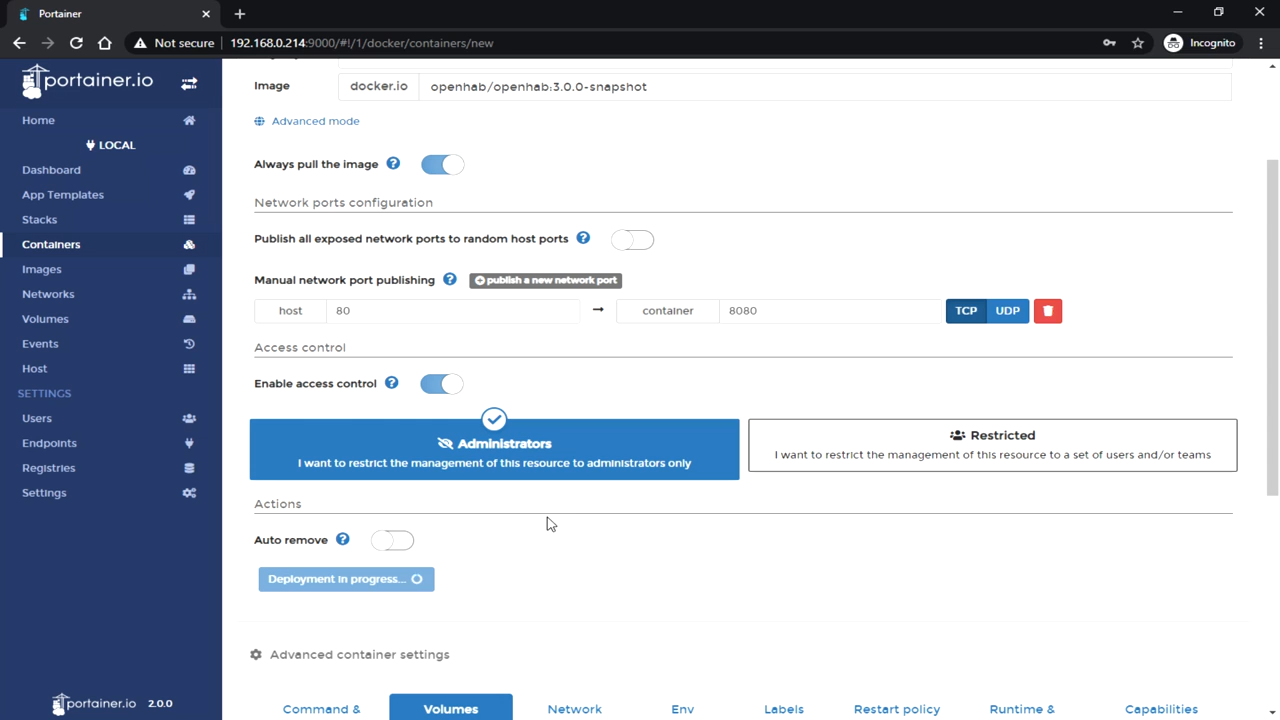 Portainer
Not secure 192.168.0.214:9000/#!/1/docker/containers/new
Incognito
portainer.io
Home
LOCAL
Dashboard
App Templates
Stacks
Containers
Images
Networks
Volumes
Events
Host
SETTINGS
Users
Endpoints
Registries
Settings
portainer.io 2.0.0
Image docker.io openhab/openhab:3.0.0-snapshot
Advanced mode
Always pull the image
Network ports configuration
Publish all exposed network ports to random host ports
Manual network port publishing publish a new network port
host 80 → container 8080 TCP UDP
Access control
Enable access control
Administrators
I want to restrict the management of this resource to administrators only
Restricted
I want to restrict the management of this resource to a set of users and/or teams
Actions
Auto remove
Deployment in progress...
Advanced container settings
Command & Volumes Network Env Labels Restart policy Runtime & Capabilities